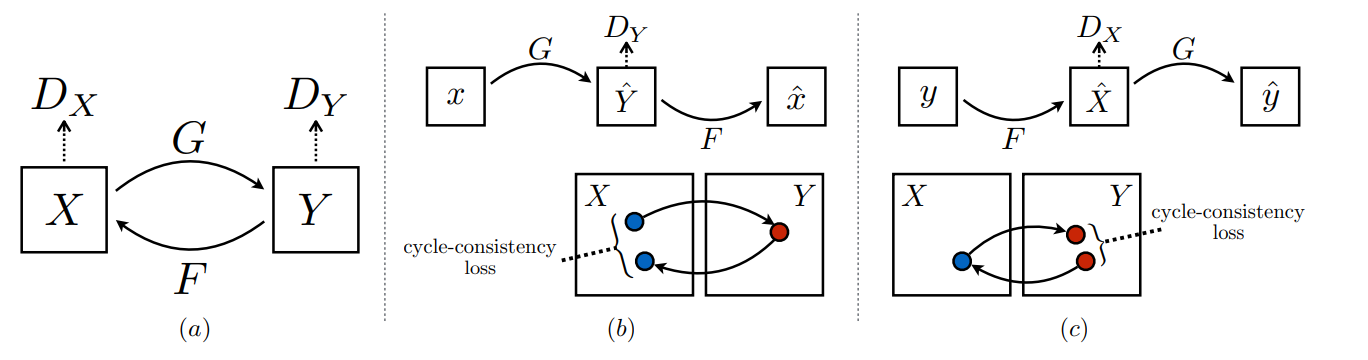 D_X
D_Y
G
X
Y
F
(a)
D_Y
G
x
Ŷ
x̂
F
X
Y
cycle-consistency
loss
(b)
D_X
G
y
X̂
ŷ
F
X
Y
cycle-consistency
loss
(c)